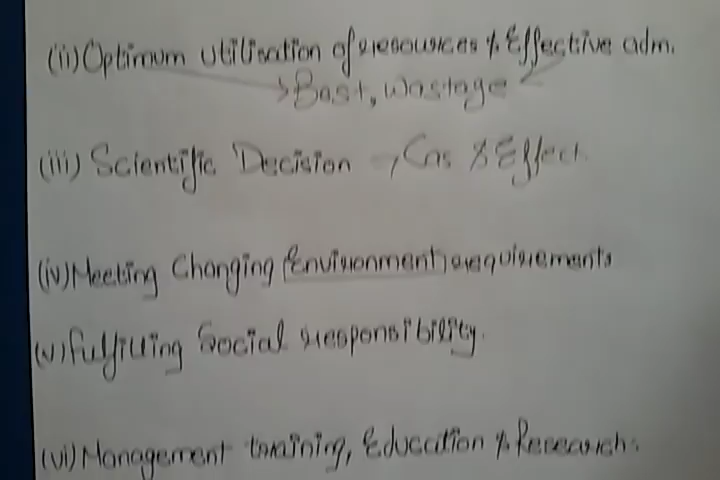 (ii) Optimum utilisation of resources & Effective adm.
→ Best, Wastage
(iii) Scientific Decision → Cas & Effect
(iv) Meeting Changing (Environment) requirements
(v) Fulfilling Social responsibility.
(vi) Management training, Education & Research.